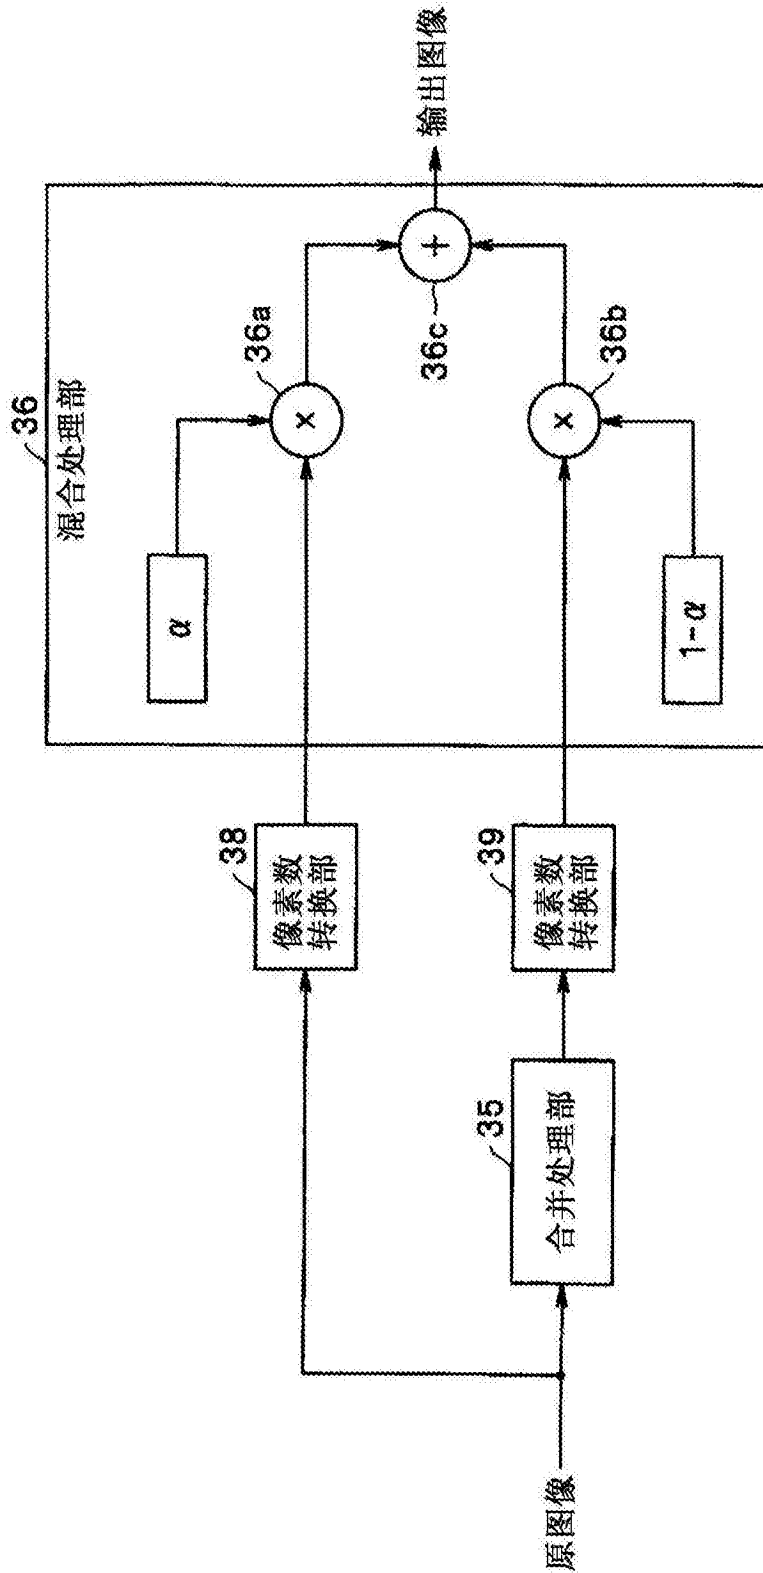 36
混合处理部
α
36a
38
像素数
转换部
36c
输出图像
35
合并处理部
39
像素数
转换部
36b
1-α
原图像